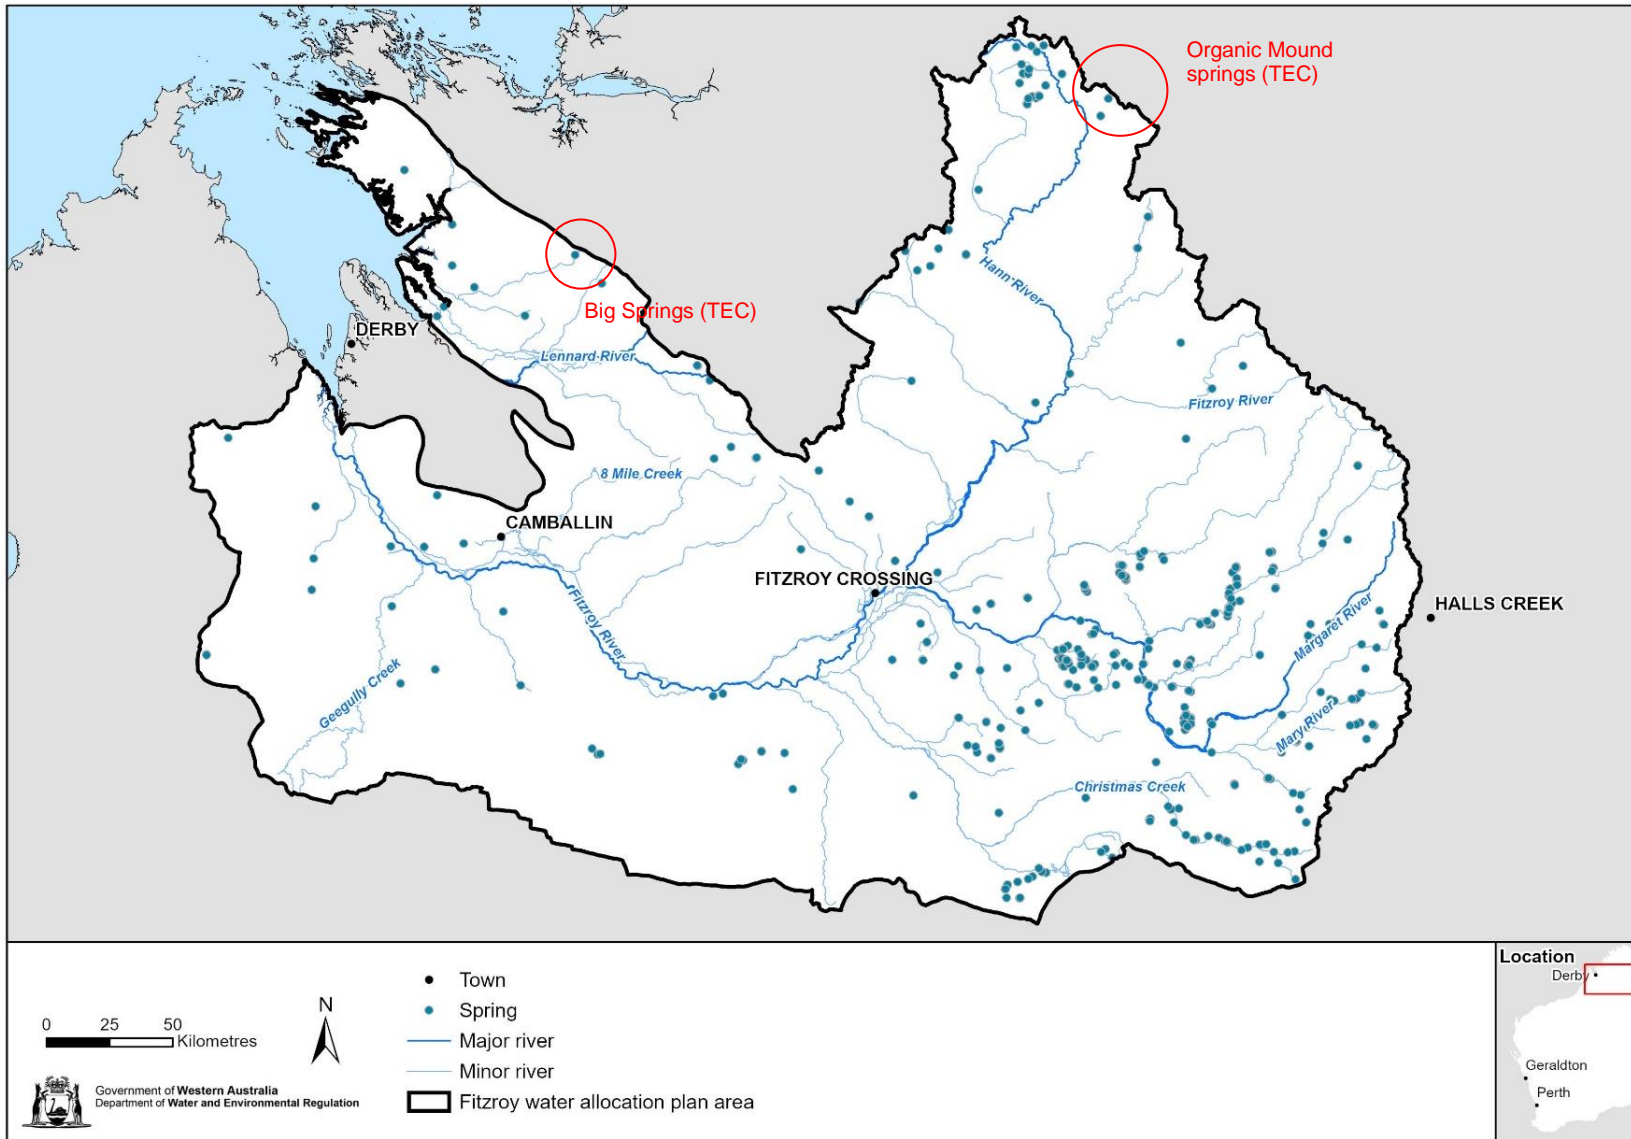 Organic Mound
springs (TEC)
Big Springs (TEC)
Hann River
DERBY
Lennard River
Fitzroy River
8 Mile Creek
CAMBALLIN
FITZROY CROSSING
HALLS CREEK
Fitzroy River
Margaret River
Geegully Creek
Mary River
Christmas Creek
0 25 50
Kilometres
N
Town
Spring
Major river
Minor river
Fitzroy water allocation plan area
Government of Western Australia
Department of Water and Environmental Regulation
Location
Derby
Geraldton
Perth